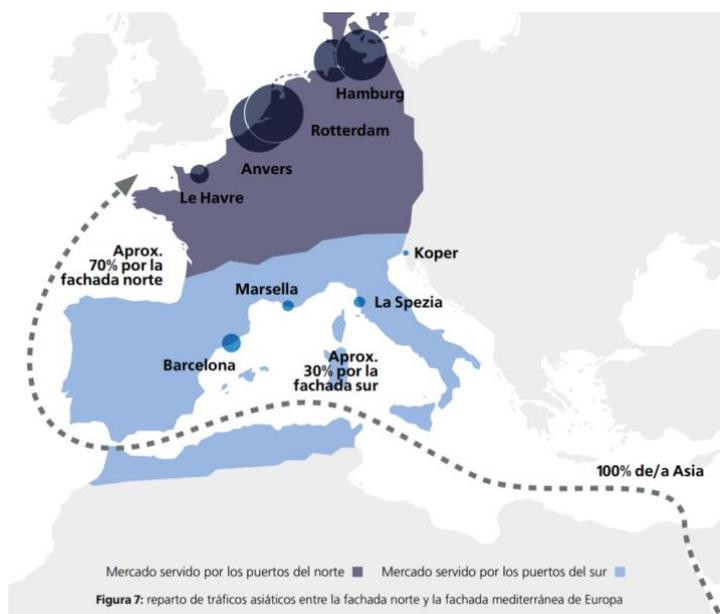 Hamburg
Rotterdam
Anvers
Le Havre
Aprox.
70% por la
fachada norte
Koper
Marsella
La Spezia
Barcelona
Aprox.
30% por la
fachada sur
100% de/a Asia
Mercado servido por los puertos del norte
Mercado servido por los puertos del sur
Figura 7: reparto de tráficos asiáticos entre la fachada norte y la fachada mediterránea de Europa